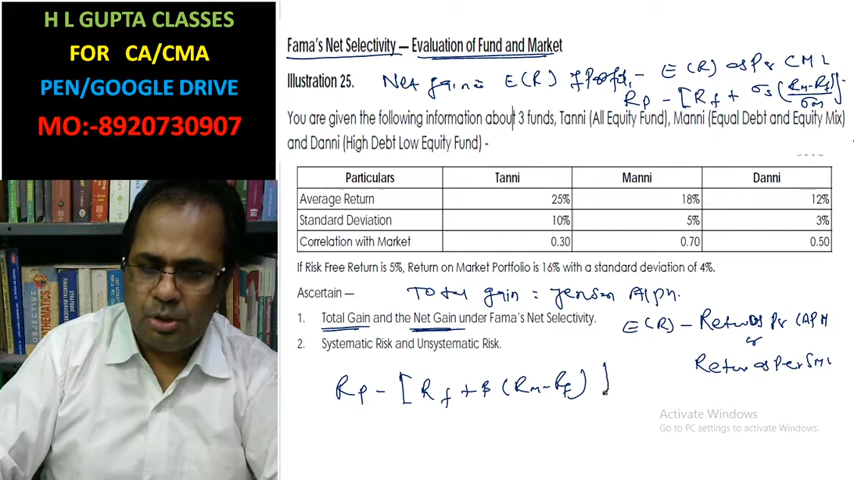 H L GUPTA CLASSES
FOR CA/CMA
PEN/GOOGLE DRIVE
MO:-8920730907
Fama's Net Selectivity — Evaluation of Fund and Market
Illustration 25. Net gain = E(R) - E(R) as Per CML
Rp - [Rf + σs (Rm-Rf / σm)]
You are given the following information about 3 funds, Tanni (All Equity Fund), Manni (Equal Debt and Equity Mix)
and Danni (High Debt Low Equity Fund) -
Particulars Tanni Manni Danni
Average Return 25% 18% 12%
Standard Deviation 10% 5% 3%
Correlation with Market 0.30 0.70 0.50
If Risk Free Return is 5%, Return on Market Portfolio is 16% with a standard deviation of 4%.
Ascertain — Total gain = Jensen Alph.
1. Total Gain and the Net Gain under Fama's Net Selectivity.
E(R) - Return as Per CAPM
or
2. Systematic Risk and Unsystematic Risk.
Return as Per SML
Rp - [Rf + β (Rm-Rf)]
Activate Windows
Go to PC settings to activate Windows.